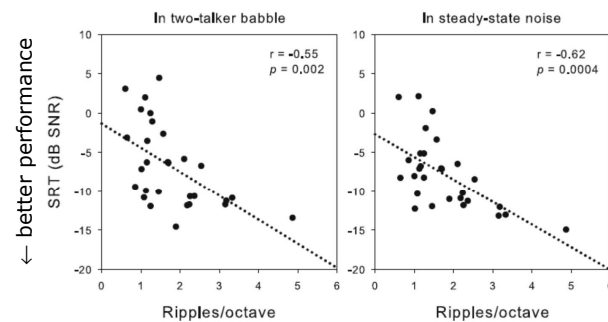 In two-talker babble
In steady-state noise
← better performance
SRT (dB SNR)
10
5
0
-5
-10
-15
-20
r = -0.55
p = 0.002
0 1 2 3 4 5 6
Ripples/octave
10
5
0
-5
-10
-15
-20
r = -0.62
p = 0.0004
0 1 2 3 4 5 6
Ripples/octave